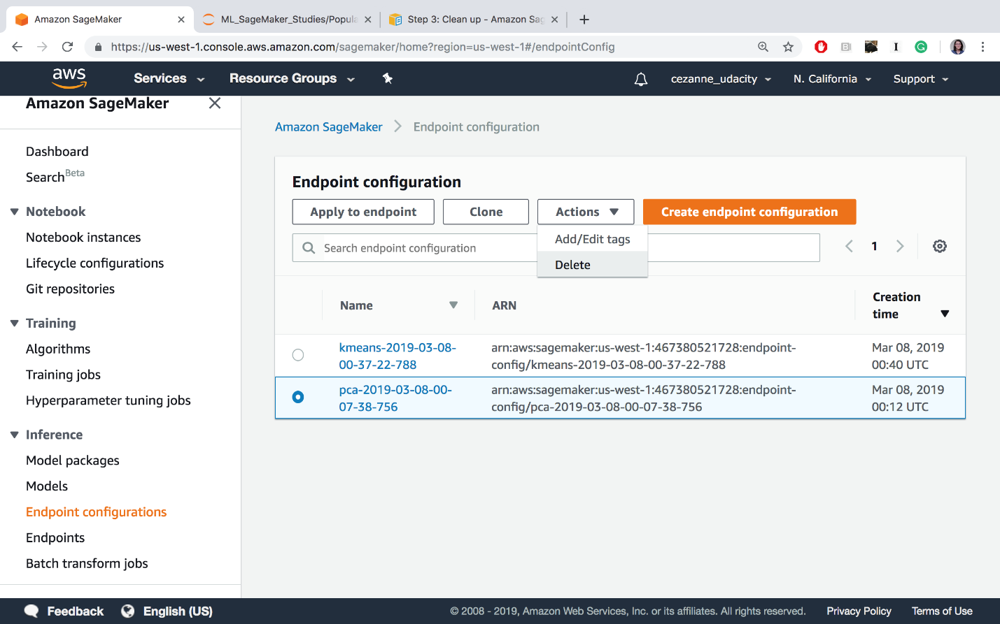 Amazon SageMaker
ML_SageMaker_Studies/Popula
Step 3: Clean up - Amazon Sag
https://us-west-1.console.aws.amazon.com/sagemaker/home?region=us-west-1#/endpointConfig
aws
Services
Resource Groups
cezanne_udacity
N. California
Support
Amazon SageMaker
Dashboard
Search Beta
Notebook
Notebook instances
Lifecycle configurations
Git repositories
Training
Algorithms
Training jobs
Hyperparameter tuning jobs
Inference
Model packages
Models
Endpoint configurations
Endpoints
Batch transform jobs
Amazon SageMaker > Endpoint configuration
Endpoint configuration
Apply to endpoint
Clone
Actions
Create endpoint configuration
Add/Edit tags
Delete
Search endpoint configuration
1
Name
ARN
Creation
time
kmeans-2019-03-08-
00-37-22-788
arn:aws:sagemaker:us-west-1:467380521728:endpoint-
config/kmeans-2019-03-08-00-37-22-788
Mar 08, 2019
00:40 UTC
pca-2019-03-08-00-
07-38-756
arn:aws:sagemaker:us-west-1:467380521728:endpoint-
config/pca-2019-03-08-00-07-38-756
Mar 08, 2019
00:12 UTC
Feedback
English (US)
© 2008 - 2019, Amazon Web Services, Inc. or its affiliates. All rights reserved.
Privacy Policy
Terms of Use